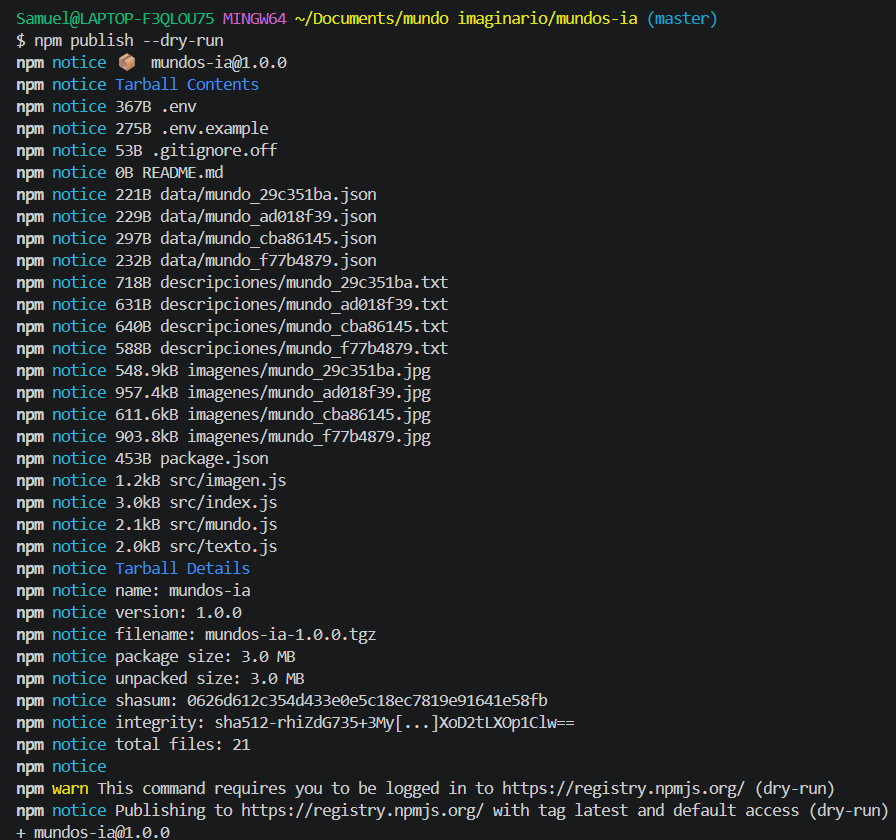 Samuel@LAPTOP-F3QLOU75 MINGW64 ~/Documents/mundo imaginario/mundos-ia (master)
$ npm publish --dry-run
npm notice 📦 mundos-ia@1.0.0
npm notice Tarball Contents
npm notice 367B .env
npm notice 275B .env.example
npm notice 53B .gitignore.off
npm notice 0B README.md
npm notice 221B data/mundo_29c351ba.json
npm notice 229B data/mundo_ad018f39.json
npm notice 297B data/mundo_cba86145.json
npm notice 232B data/mundo_f77b4879.json
npm notice 718B descripciones/mundo_29c351ba.txt
npm notice 631B descripciones/mundo_ad018f39.txt
npm notice 640B descripciones/mundo_cba86145.txt
npm notice 588B descripciones/mundo_f77b4879.txt
npm notice 548.9kB imagenes/mundo_29c351ba.jpg
npm notice 957.4kB imagenes/mundo_ad018f39.jpg
npm notice 611.6kB imagenes/mundo_cba86145.jpg
npm notice 903.8kB imagenes/mundo_f77b4879.jpg
npm notice 453B package.json
npm notice 1.2kB src/imagen.js
npm notice 3.0kB src/index.js
npm notice 2.1kB src/mundo.js
npm notice 2.0kB src/texto.js
npm notice Tarball Details
npm notice name: mundos-ia
npm notice version: 1.0.0
npm notice filename: mundos-ia-1.0.0.tgz
npm notice package size: 3.0 MB
npm notice unpacked size: 3.0 MB
npm notice shasum: 0626d612c354d433e0e5c18ec7819e91641e58fb
npm notice integrity: sha512-rhiZdG735+3My[...]XoD2tLXOp1Clw==
npm notice total files: 21
npm notice
npm warn This command requires you to be logged in to https://registry.npmjs.org/ (dry-run)
npm notice Publishing to https://registry.npmjs.org/ with tag latest and default access (dry-run)
+ mundos-ia@1.0.0